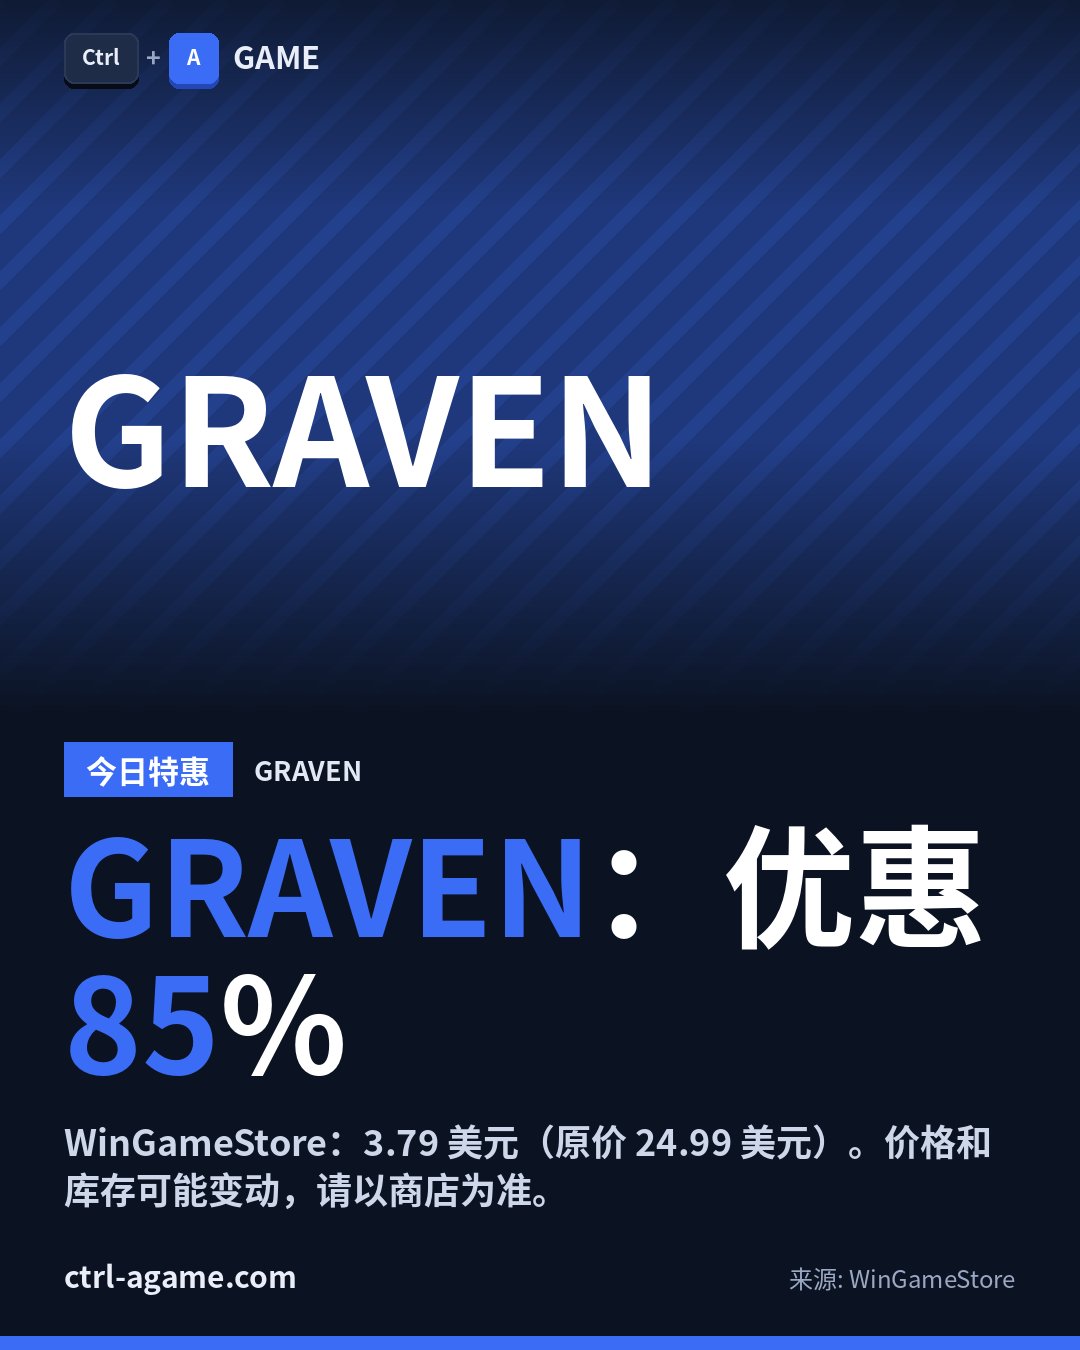 Ctrl + A GAME
GRAVEN
今日特惠 GRAVEN
GRAVEN：优惠
85%
WinGameStore：3.79 美元（原价 24.99 美元）。价格和
库存可能变动，请以商店为准。
ctrl-agame.com 来源: WinGameStore